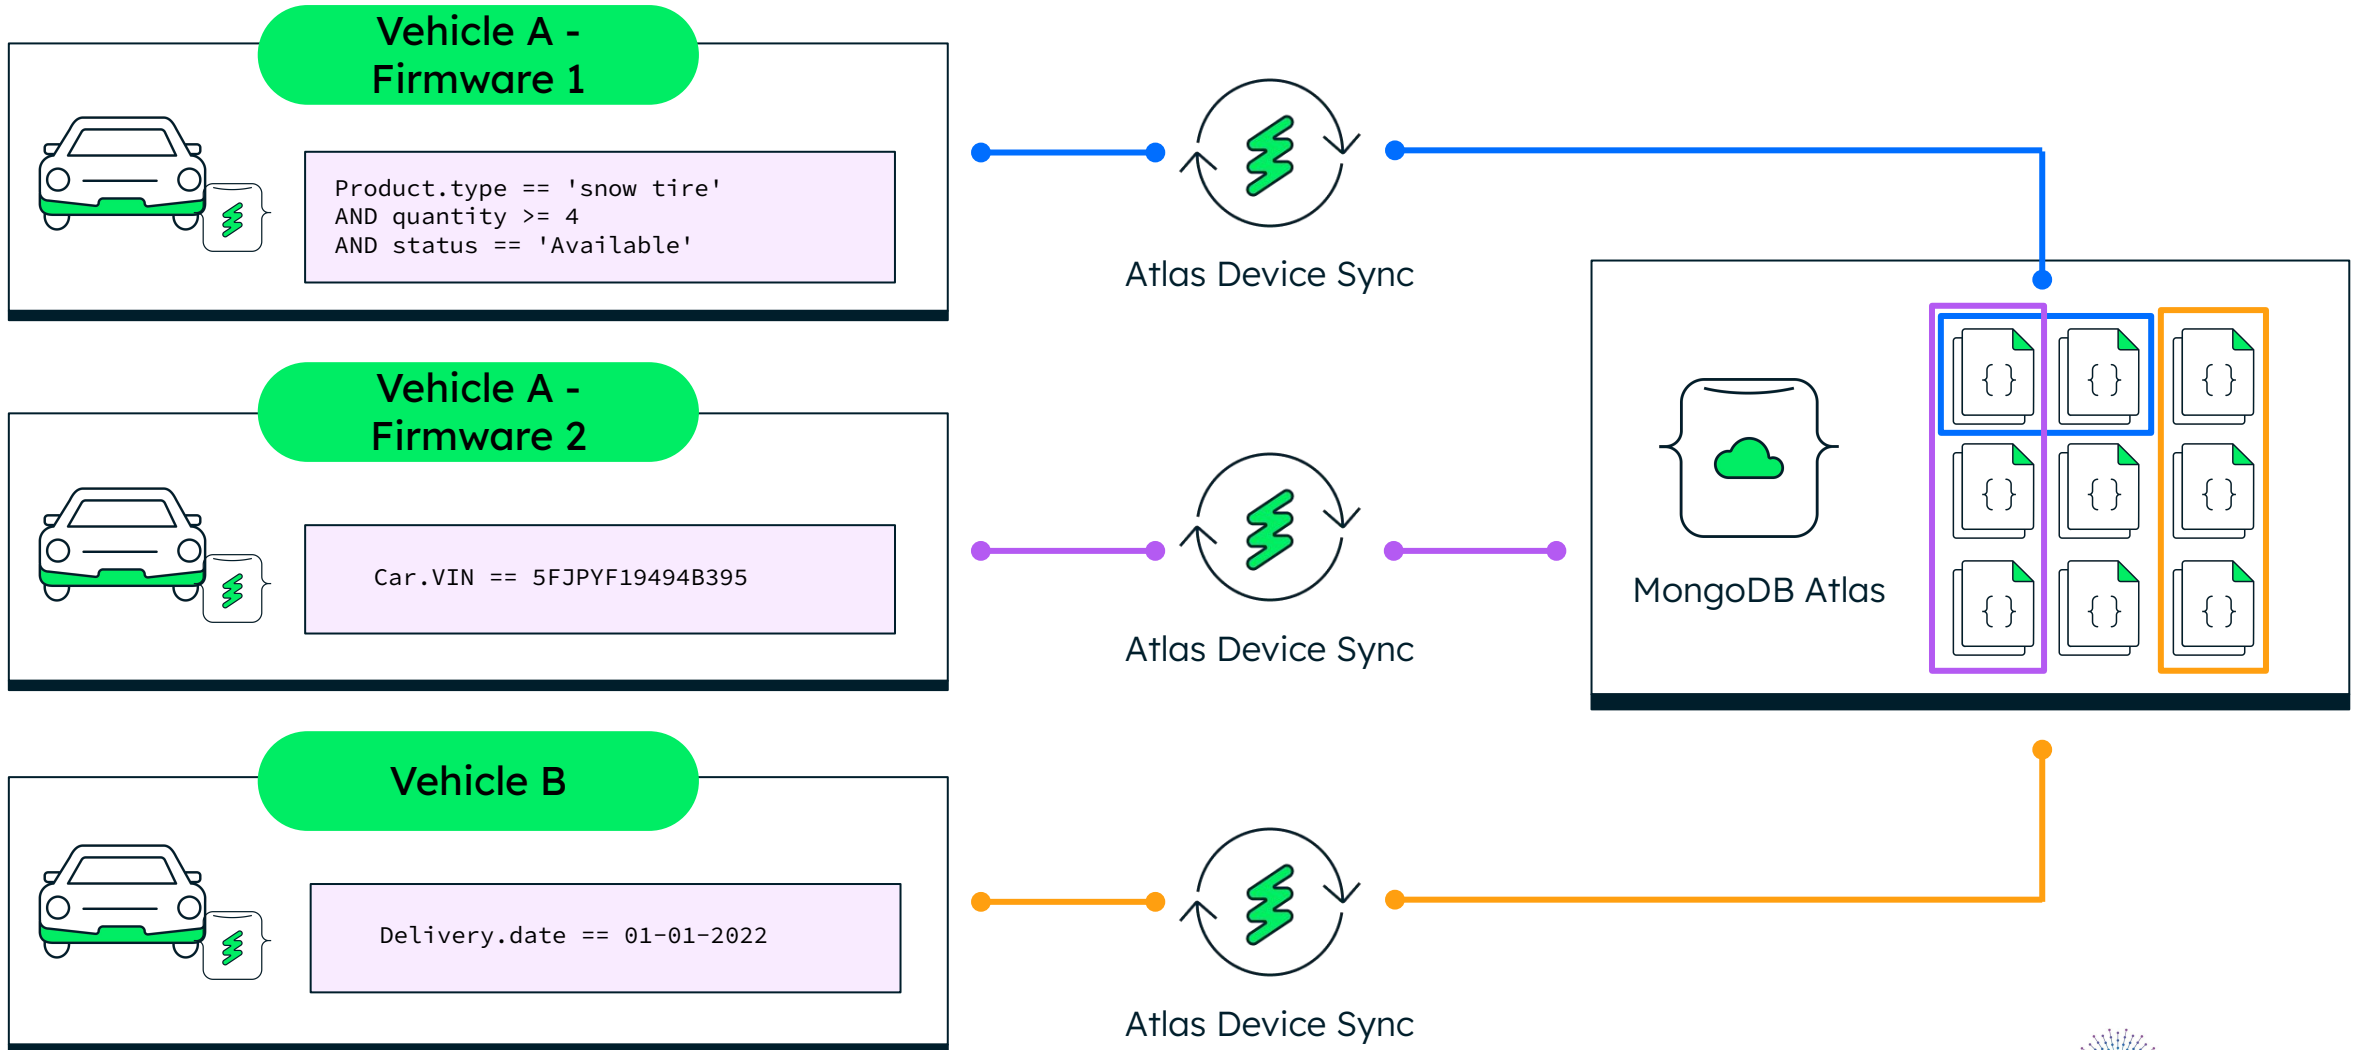 Vehicle A -
Firmware 1
Product.type == 'snow tire'
AND quantity >= 4
AND status == 'Available'
Atlas Device Sync
Vehicle A -
Firmware 2
Car.VIN == 5FJPYF19494B395
Atlas Device Sync
{ } { } { }
{ } { } { }
{ } { } { }
MongoDB Atlas
Vehicle B
Delivery.date == 01-01-2022
Atlas Device Sync